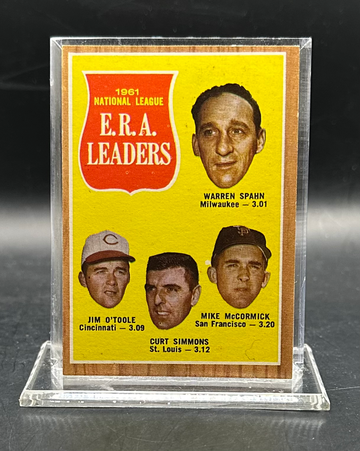 1961
NATIONAL LEAGUE
E.R.A.
LEADERS
WARREN SPAHN
Milwaukee — 3.01
JIM O'TOOLE
Cincinnati — 3.09
MIKE McCORMICK
San Francisco — 3.20
CURT SIMMONS
St. Louis — 3.12